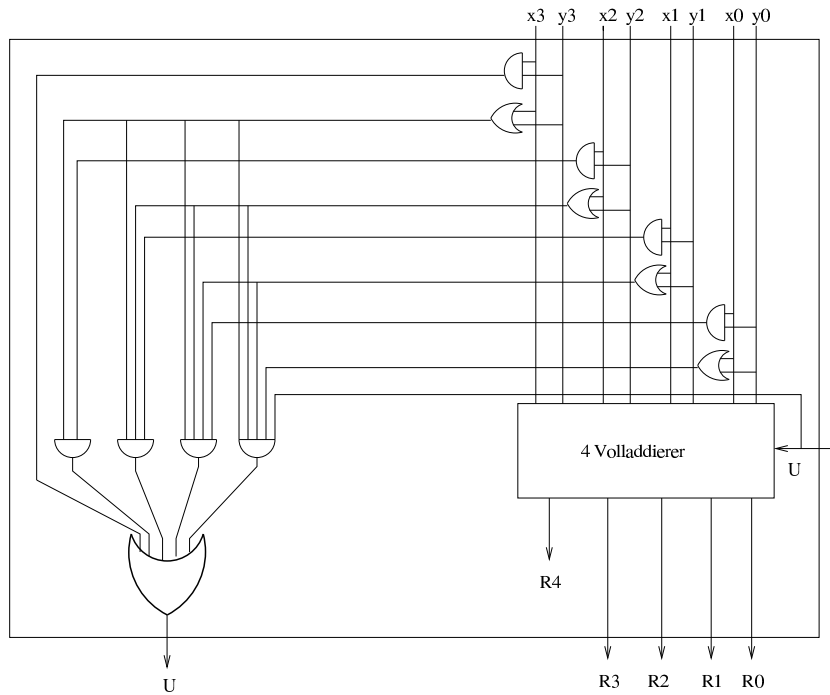 x3 y3 x2 y2 x1 y1 x0 y0
4 Volladdierer
U
R4
U
R3 R2 R1 R0